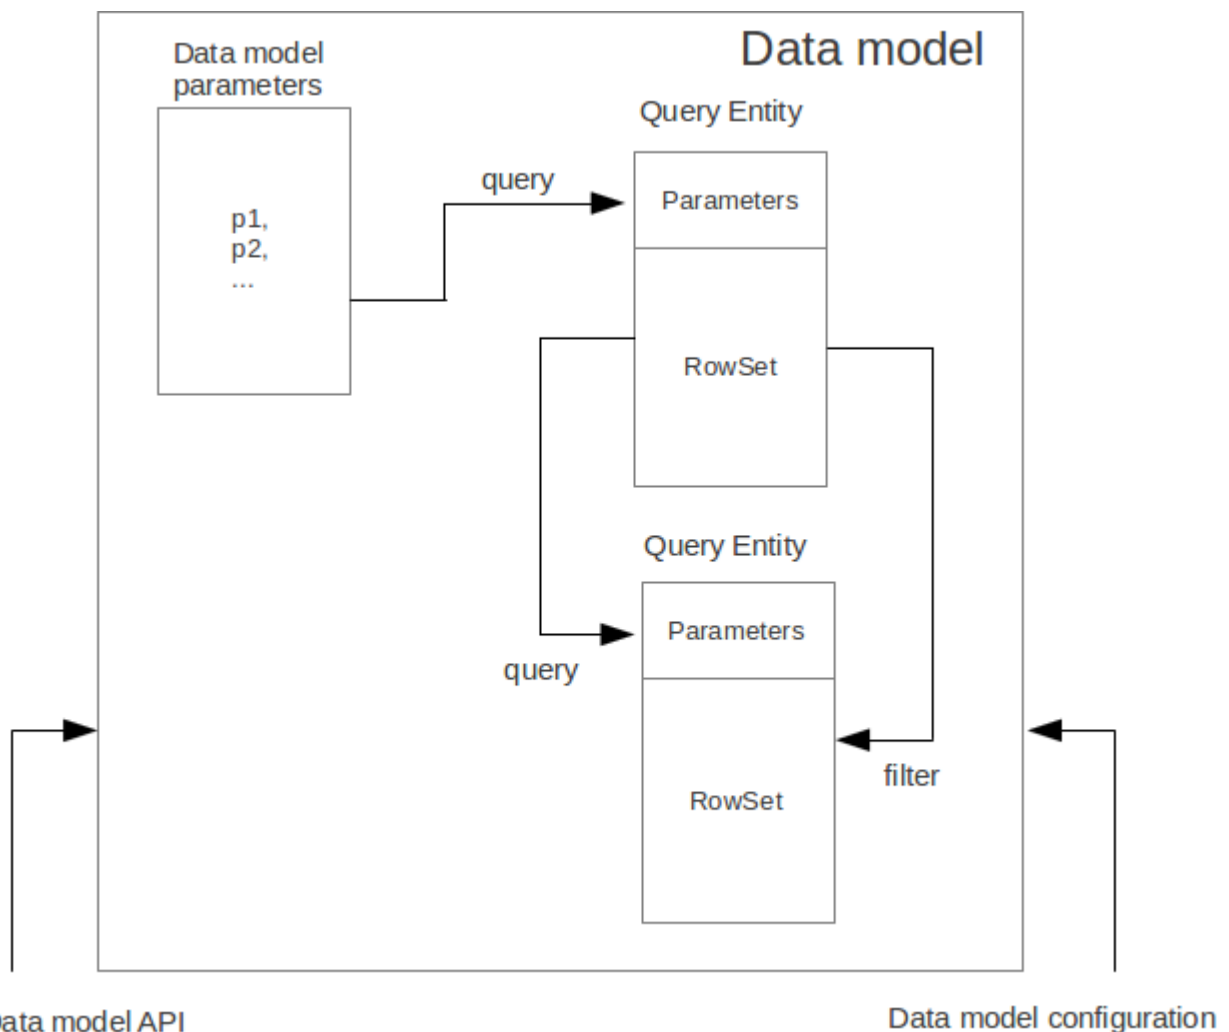 Data model
Data model
parameters
Query Entity
query
Parameters
p1,
p2,
...
RowSet
Query Entity
Parameters
query
filter
RowSet
Data model configuration
model API